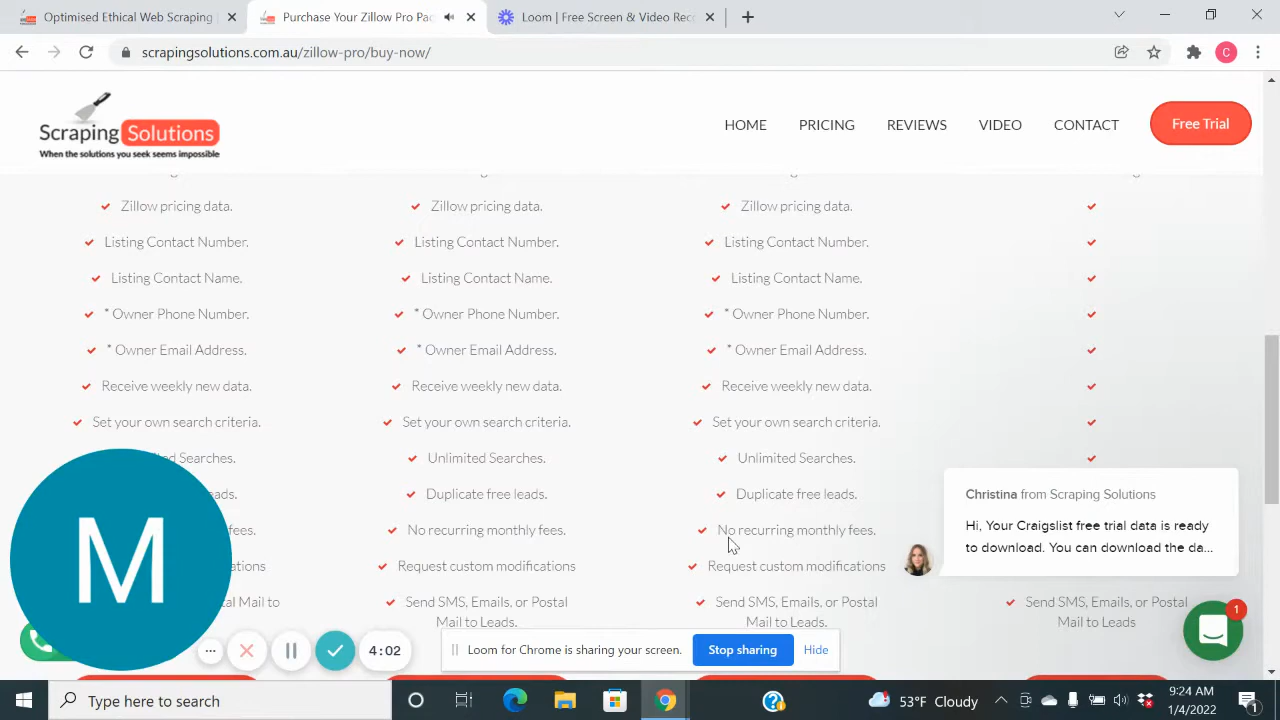 Optimised Ethical Web Scraping
Purchase Your Zillow Pro Pac
Loom | Free Screen & Video Rec
scrapingsolutions.com.au/zillow-pro/buy-now/
C
Scraping Solutions
When the solutions you seek seems impossible
HOME PRICING REVIEWS VIDEO CONTACT Free Trial
Zillow pricing data. Zillow pricing data. Zillow pricing data.
Listing Contact Number. Listing Contact Number. Listing Contact Number.
Listing Contact Name. Listing Contact Name. Listing Contact Name.
* Owner Phone Number. * Owner Phone Number. * Owner Phone Number.
* Owner Email Address. * Owner Email Address. * Owner Email Address.
Receive weekly new data. Receive weekly new data. Receive weekly new data.
Set your own search criteria. Set your own search criteria. Set your own search criteria.
Searches. Unlimited Searches. Unlimited Searches.
Duplicate free leads. Duplicate free leads.
fees. No recurring monthly fees. No recurring monthly fees.
Request custom modifications Request custom modifications
Mail to Send SMS, Emails, or Postal Send SMS, Emails, or Postal Send SMS, Emails, or Postal
Mail to Leads. Mail to Leads. Mail to Leads.
M
Christina from Scraping Solutions
Hi, Your Craigslist free trial data is ready
to download. You can download the da...
1
4:02
Loom for Chrome is sharing your screen. Stop sharing Hide
Type here to search
53°F Cloudy
9:24 AM
1/4/2022
1